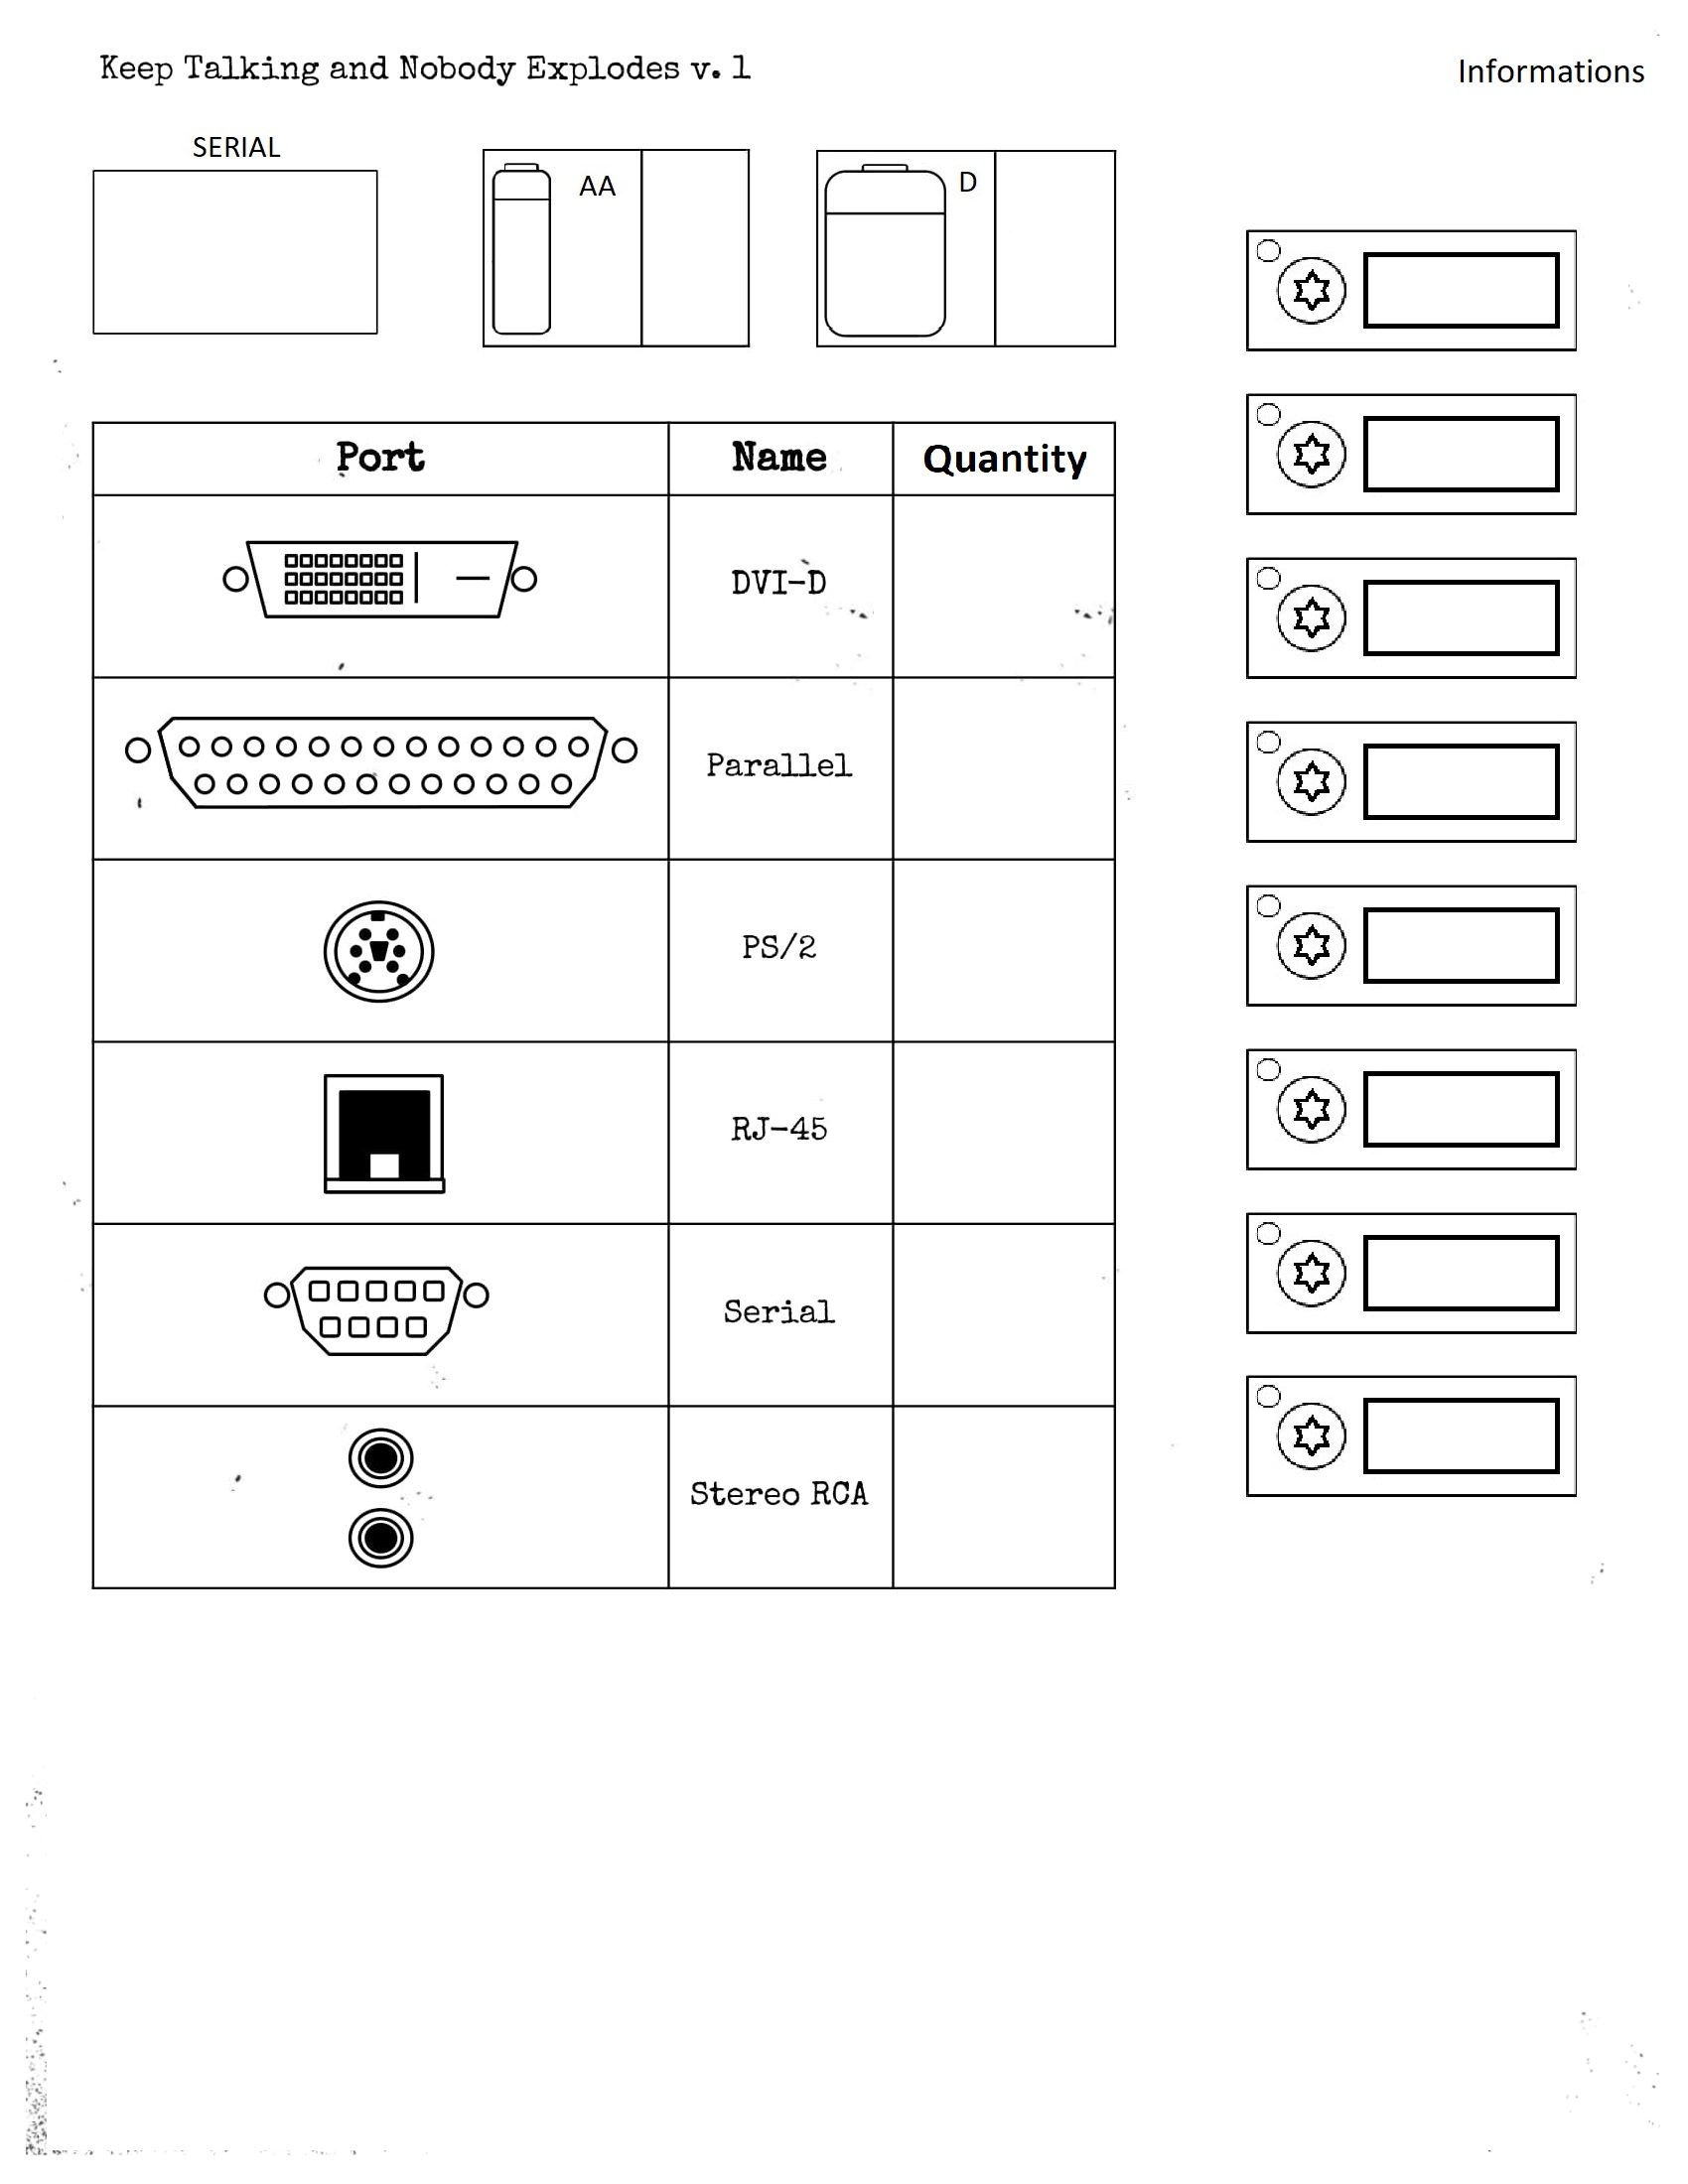 Keep Talking and Nobody Explodes v. 1
Informations
SERIAL
AA
D
Port Name Quantity
DVI-D
Parallel
PS/2
RJ-45
Serial
Stereo RCA